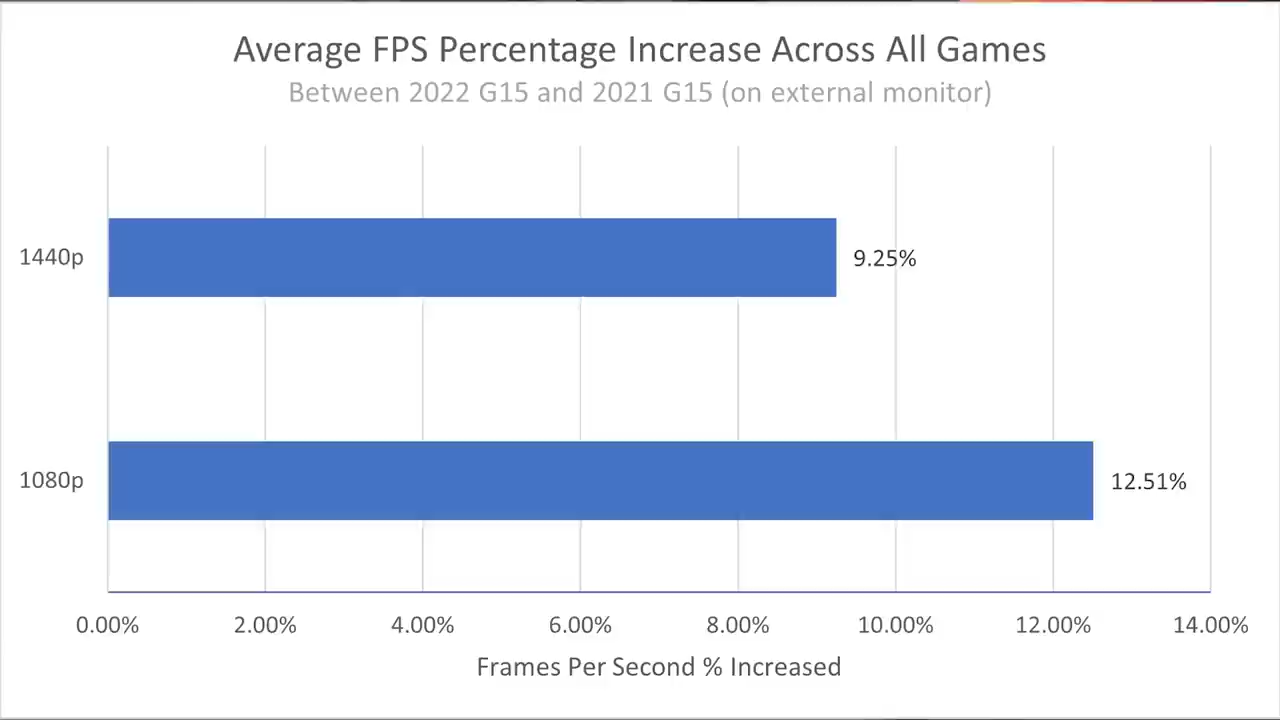 Average FPS Percentage Increase Across All Games
Between 2022 G15 and 2021 G15 (on external monitor)
1440p
9.25%
1080p
12.51%
0.00% 2.00% 4.00% 6.00% 8.00% 10.00% 12.00% 14.00%
Frames Per Second % Increased